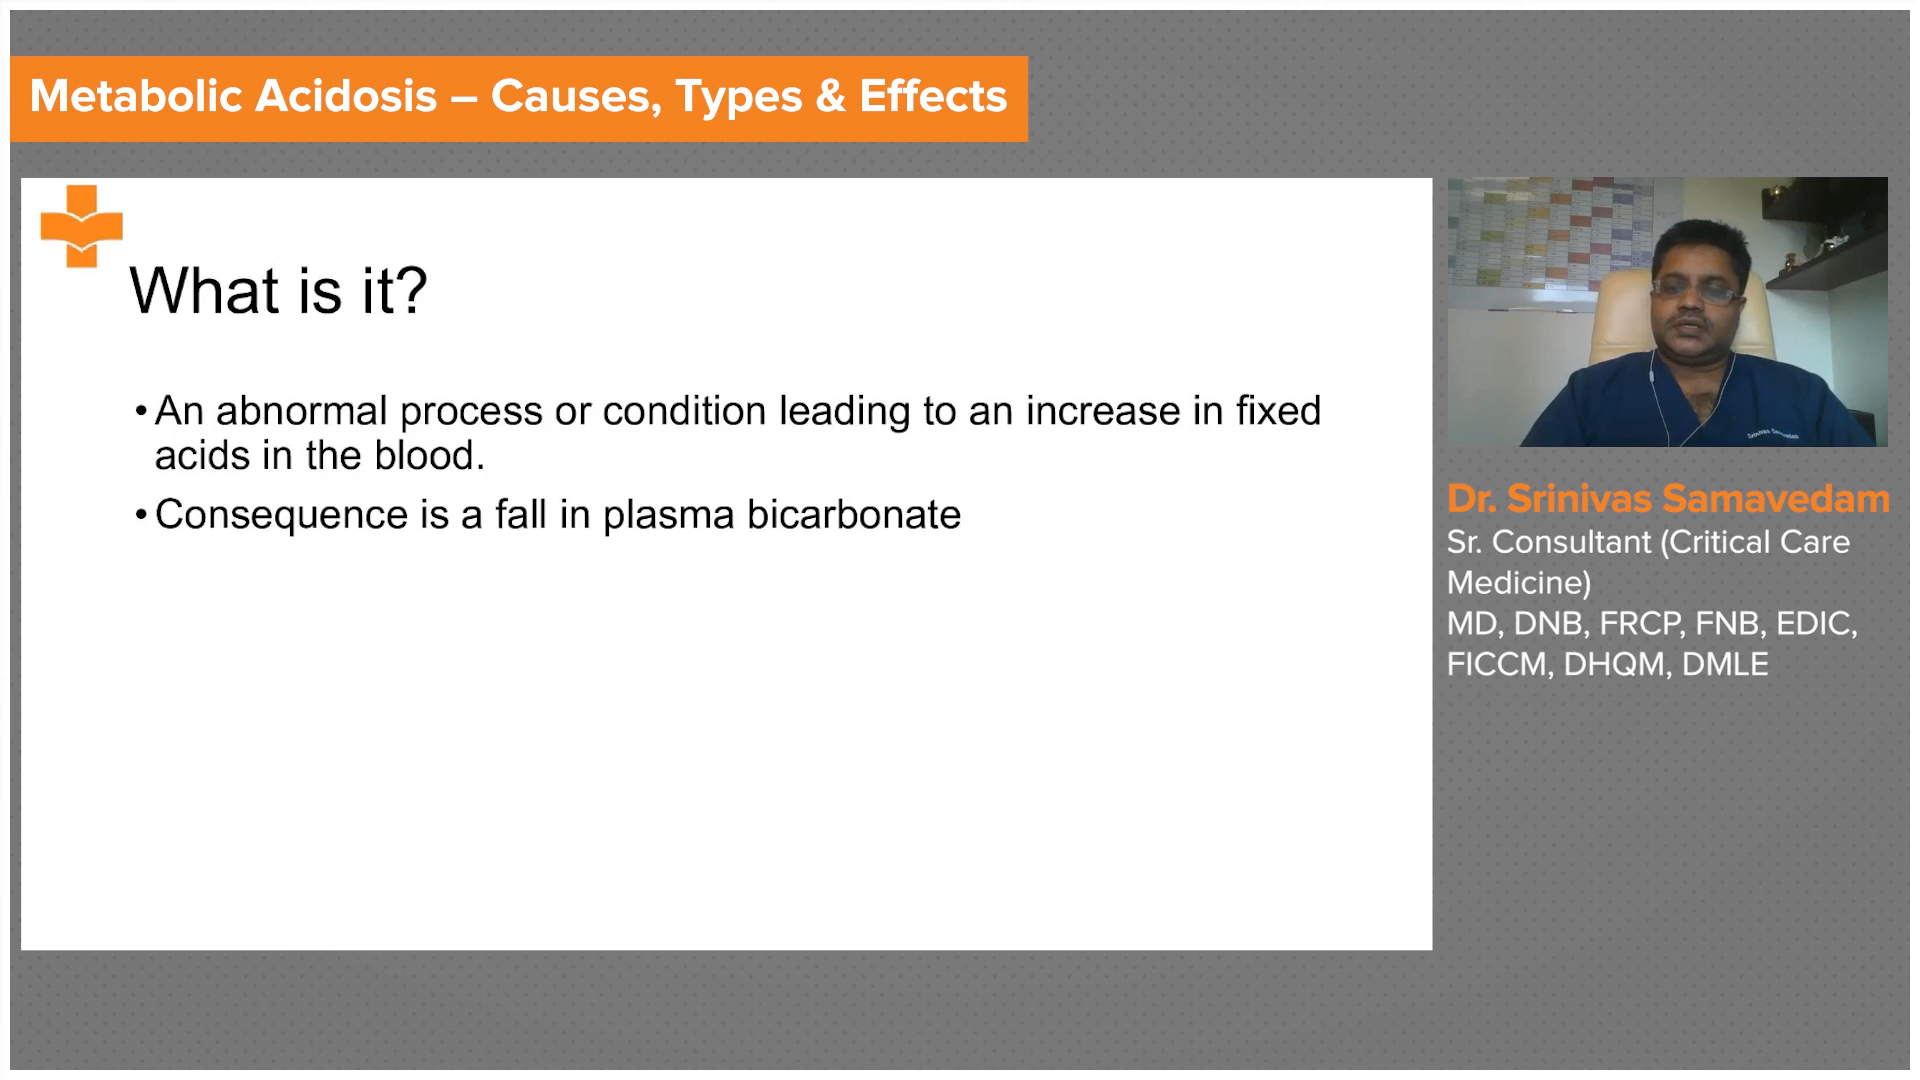 Metabolic Acidosis – Causes, Types & Effects
What is it?
•An abnormal process or condition leading to an increase in fixed
acids in the blood.
•Consequence is a fall in plasma bicarbonate
Dr. Srinivas Samavedam
Sr. Consultant (Critical Care
Medicine)
MD, DNB, FRCP, FNB, EDIC,
FICCM, DHQM, DMLE